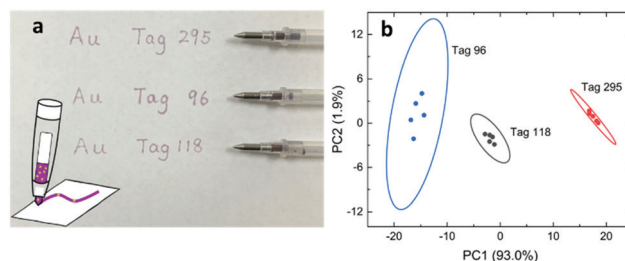 a
Au Tag 295
Au Tag 96
Au Tag 118
b
Tag 96
Tag 118
Tag 295
12
6
0
-6
-12
PC2 (1.9%)
-20
-10
0
10
20
PC1 (93.0%)